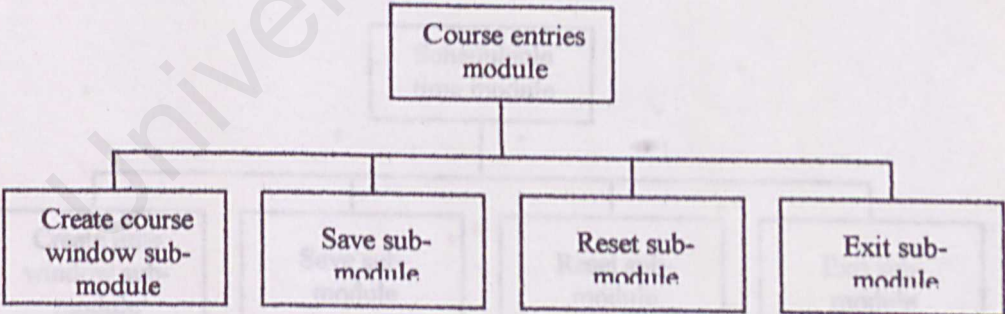 Course entries
module
Create course
window sub-
module
Save sub-
module
Reset sub-
module
Exit sub-
module